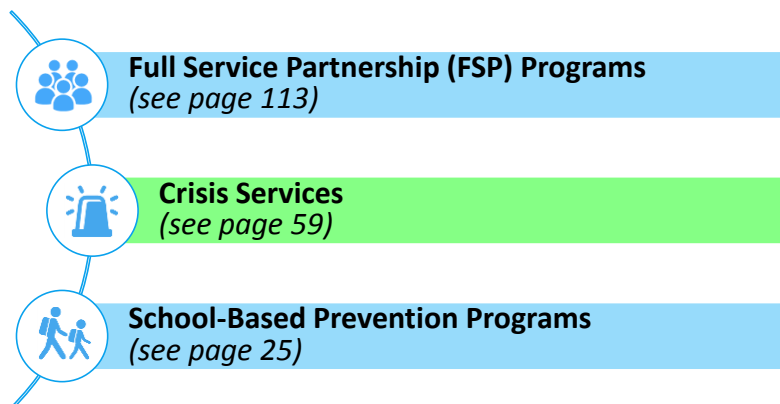 Full Service Partnership (FSP) Programs
(see page 113)
Crisis Services
(see page 59)
School-Based Prevention Programs
(see page 25)